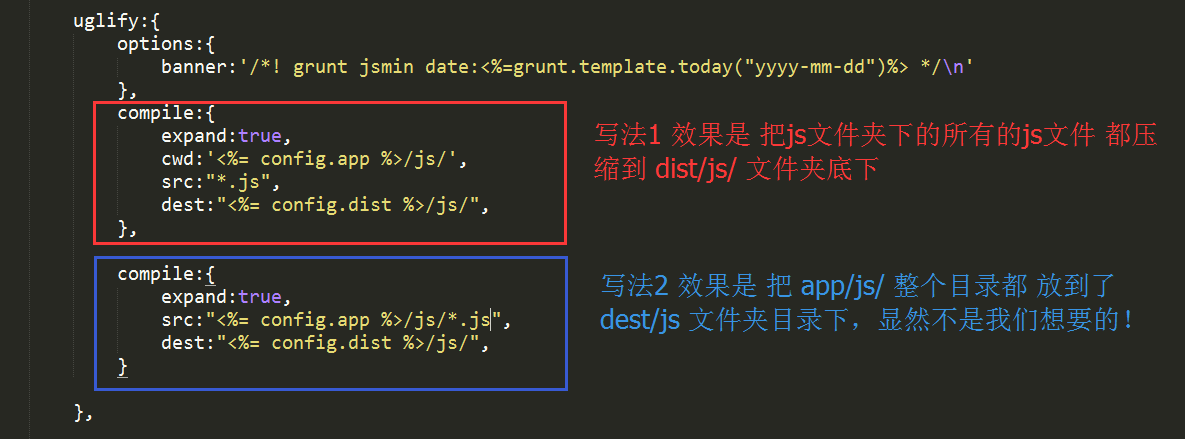 uglify:{
options:{
banner:'/*! grunt jsmin date:<%=grunt.template.today("yyyy-mm-dd")%> */\n'
},
compile:{
expand:true,
cwd:'<%= config.app %>/js/',
src:"*.js",
dest:"<%= config.dist %>/js/",
},
写法1 效果是 把js文件夹下的所有的js文件 都压
缩到 dist/js/ 文件夹底下
compile:{
expand:true,
src:"<%= config.app %>/js/*.js",
dest:"<%= config.dist %>/js/",
}
写法2 效果是 把 app/js/ 整个目录都 放到了
dest/js 文件夹目录下，显然不是我们想要的！
},